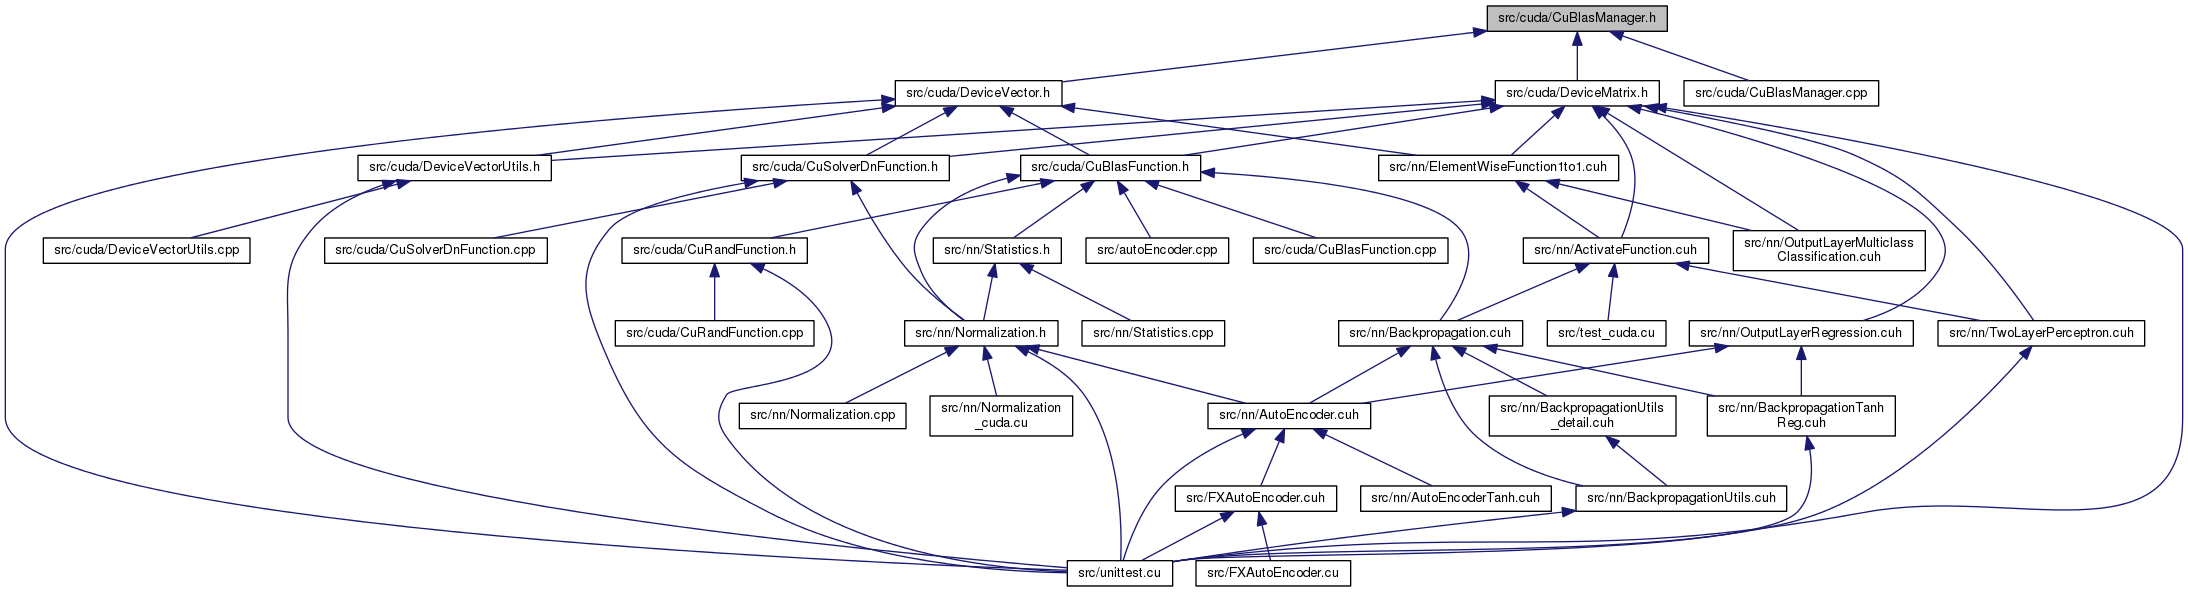 src/cuda/CuBlasManager.h
src/cuda/DeviceVector.h
src/cuda/DeviceMatrix.h
src/cuda/CuBlasManager.cpp
src/cuda/DeviceVectorUtils.h
src/cuda/CuSolverDnFunction.h
src/cuda/CuBlasFunction.h
src/nn/ElementWiseFunction1to1.cuh
src/cuda/DeviceVectorUtils.cpp
src/cuda/CuSolverDnFunction.cpp
src/cuda/CuRandFunction.h
src/nn/Statistics.h
src/autoEncoder.cpp
src/cuda/CuBlasFunction.cpp
src/nn/ActivateFunction.cuh
src/nn/OutputLayerMulticlass
Classification.cuh
src/cuda/CuRandFunction.cpp
src/nn/Normalization.h
src/nn/Statistics.cpp
src/nn/Backpropagation.cuh
src/test_cuda.cu
src/nn/OutputLayerRegression.cuh
src/nn/TwoLayerPerceptron.cuh
src/nn/Normalization.cpp
src/nn/Normalization
_cuda.cu
src/nn/AutoEncoder.cuh
src/nn/BackpropagationUtils
_detail.cuh
src/nn/BackpropagationTanh
Reg.cuh
src/FXAutoEncoder.cuh
src/nn/AutoEncoderTanh.cuh
src/nn/BackpropagationUtils.cuh
src/unittest.cu
src/FXAutoEncoder.cu